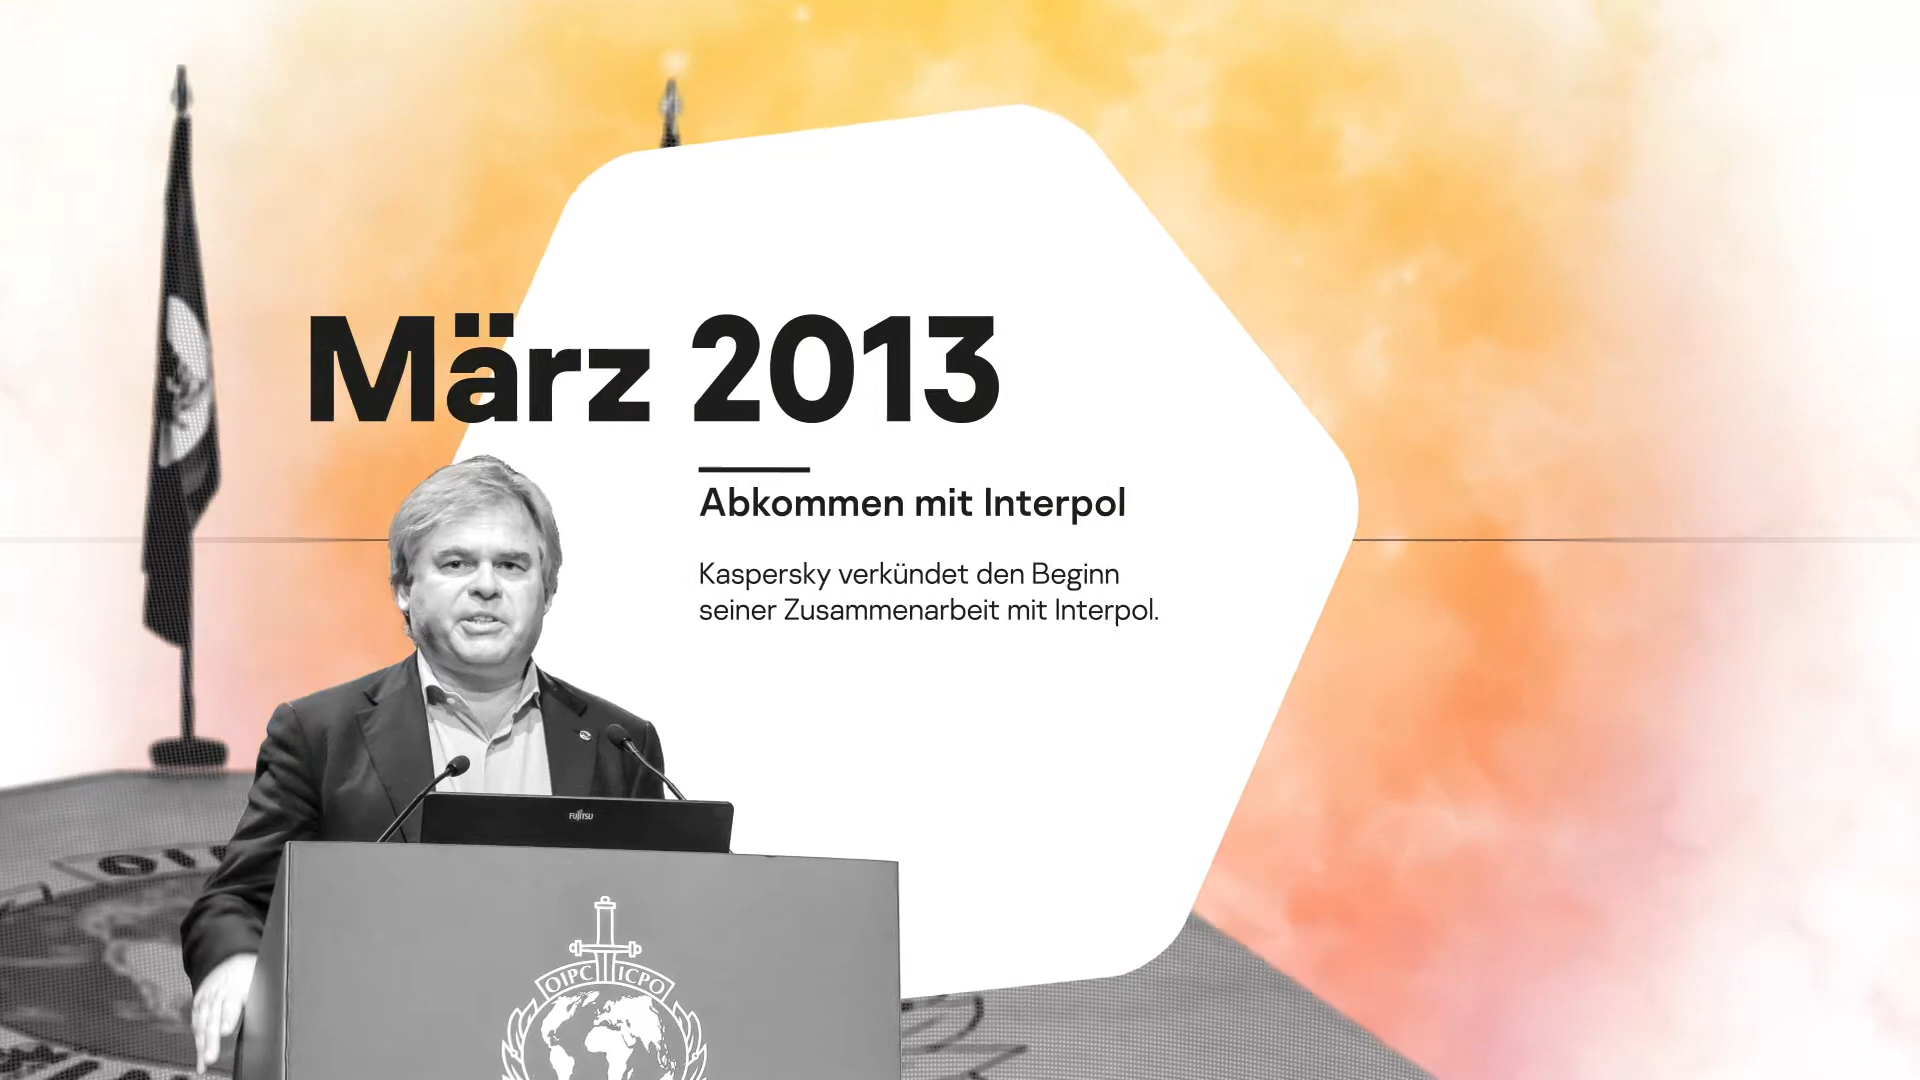 März 2013
Abkommen mit Interpol
Kaspersky verkündet den Beginn
seiner Zusammenarbeit mit Interpol.
FUJITSU
OIPC ICPO